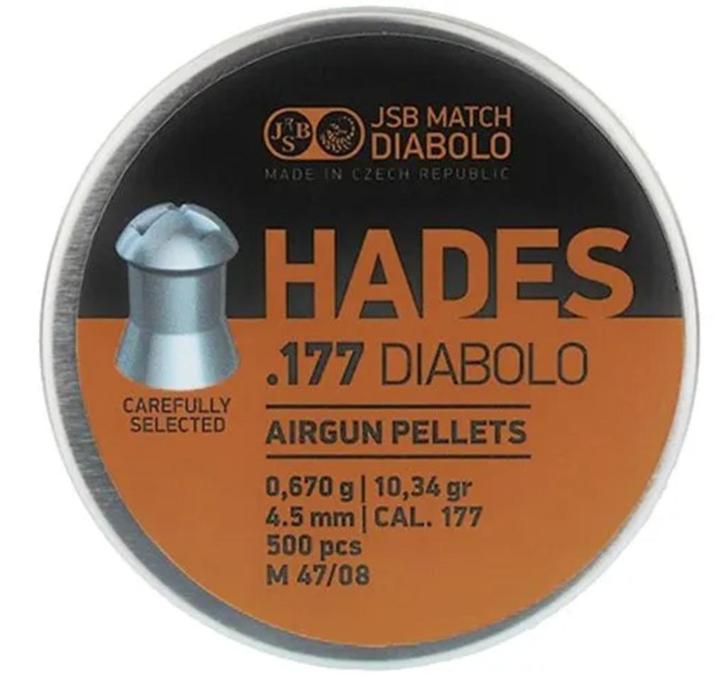 JSB
JSB MATCH
DIABOLO
MADE IN CZECH REPUBLIC
HADES
.177 DIABOLO
CAREFULLY
SELECTED
AIRGUN PELLETS
0,670 g | 10,34 gr
4.5 mm | CAL. 177
500 pcs
M 47/08